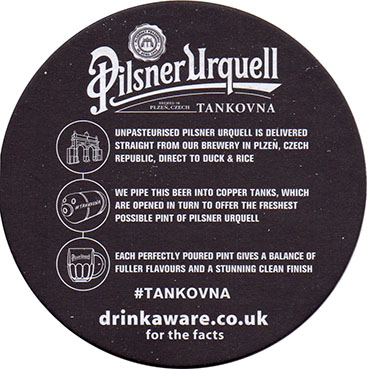 Pilsner Urquell
BREWED IN
PLZEŇ, CZECH
TANKOVNA
UNPASTEURISED PILSNER URQUELL IS DELIVERED
STRAIGHT FROM OUR BREWERY IN PLZEŇ, CZECH
REPUBLIC, DIRECT TO DUCK & RICE
WE PIPE THIS BEER INTO COPPER TANKS, WHICH
ARE OPENED IN TURN TO OFFER THE FRESHEST
POSSIBLE PINT OF PILSNER URQUELL
EACH PERFECTLY POURED PINT GIVES A BALANCE OF
FULLER FLAVOURS AND A STUNNING CLEAN FINISH
#TANKOVNA
drinkaware.co.uk
for the facts